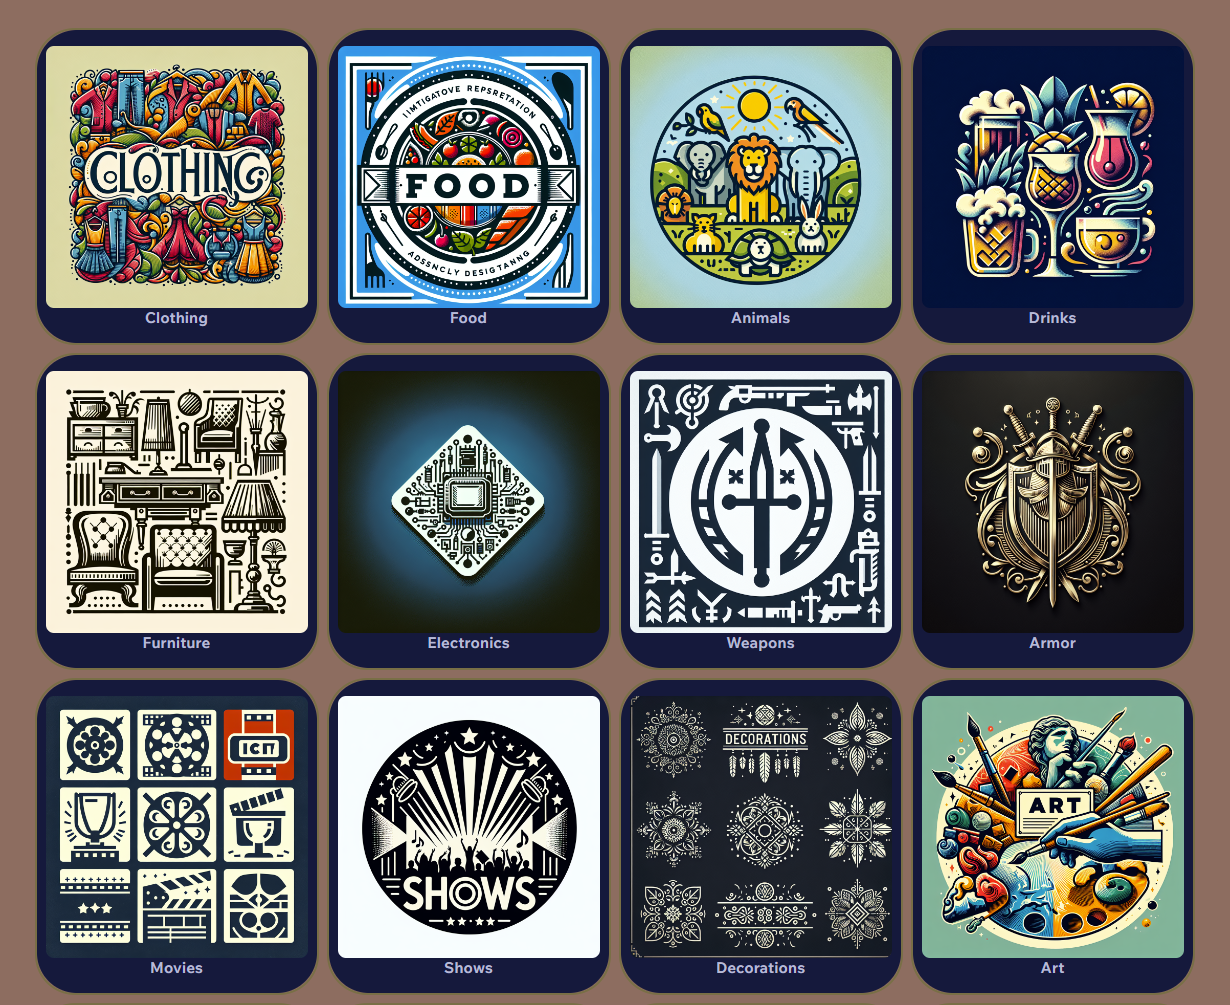 CLOTHING
Clothing
IIMTIGATOVE REPSRETATION
FOOD
ADSSNCLY DESIGTANNG
Food
Animals
Drinks
Furniture
Electronics
Weapons
Armor
ICIT
Movies
SHOWS
Shows
DECORATIONS
Decorations
ART
Art